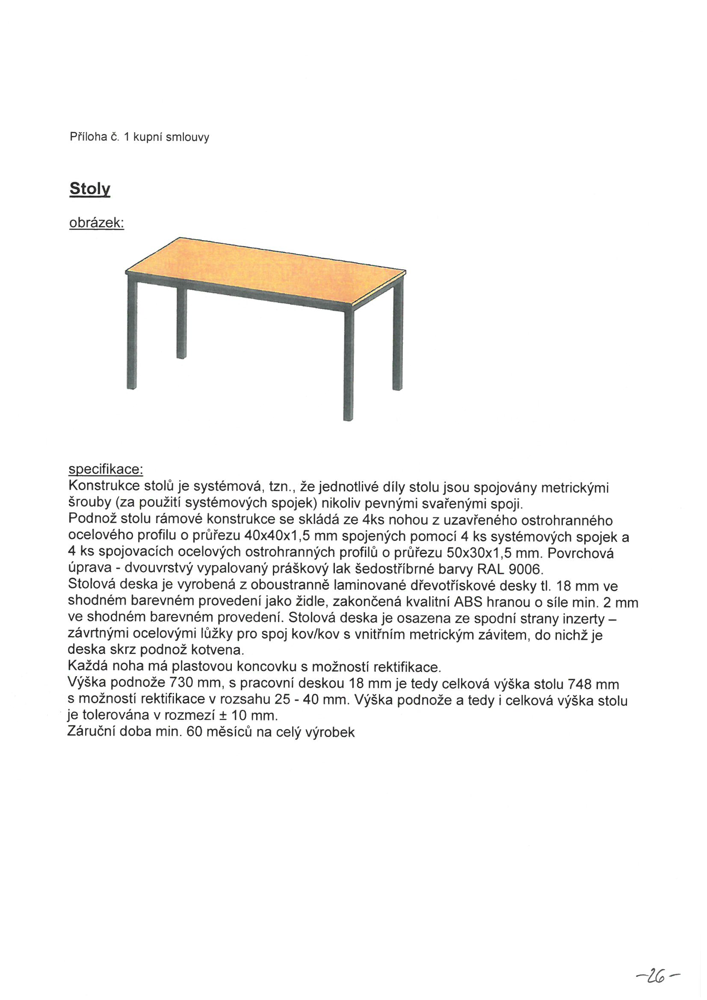 Příloha č. 1 kupní smlouvy
Stoly
obrázek:
specifikace:
Konstrukce stolů je systémová, tzn., že jednotlivé díly stolu jsou spojovány metrickými
šrouby (za použití systémových spojek) nikoliv pevnými svařenými spoji.
Podnož stolu rámové konstrukce se skládá ze 4ks nohou z uzavřeného ostrohranného
ocelového profilu o průřezu 40x40x1,5 mm spojených pomocí 4 ks systémových spojek a
4 ks spojovacích ocelových ostrohranných profilů o průřezu 50x30x1,5 mm. Povrchová
úprava - dvouvrstvý vypalovaný práškový lak šedostříbrné barvy RAL 9006.
Stolová deska je vyrobená z oboustranně laminované dřevotřískové desky tl. 18 mm ve
shodném barevném provedení jako židle, zakončená kvalitní ABS hranou o síle min. 2 mm
ve shodném barevném provedení. Stolová deska je osazena ze spodní strany inzerty –
závrtnými ocelovými lůžky pro spoj kov/kov s vnitřním metrickým závitem, do nichž je
deska skrz podnož kotvena.
Každá noha má plastovou koncovku s možností rektifikace.
Výška podnože 730 mm, s pracovní deskou 18 mm je tedy celková výška stolu 748 mm
s možností rektifikace v rozsahu 25 - 40 mm. Výška podnože a tedy i celková výška stolu
je tolerována v rozmezí ± 10 mm.
Záruční doba min. 60 měsíců na celý výrobek
-26-